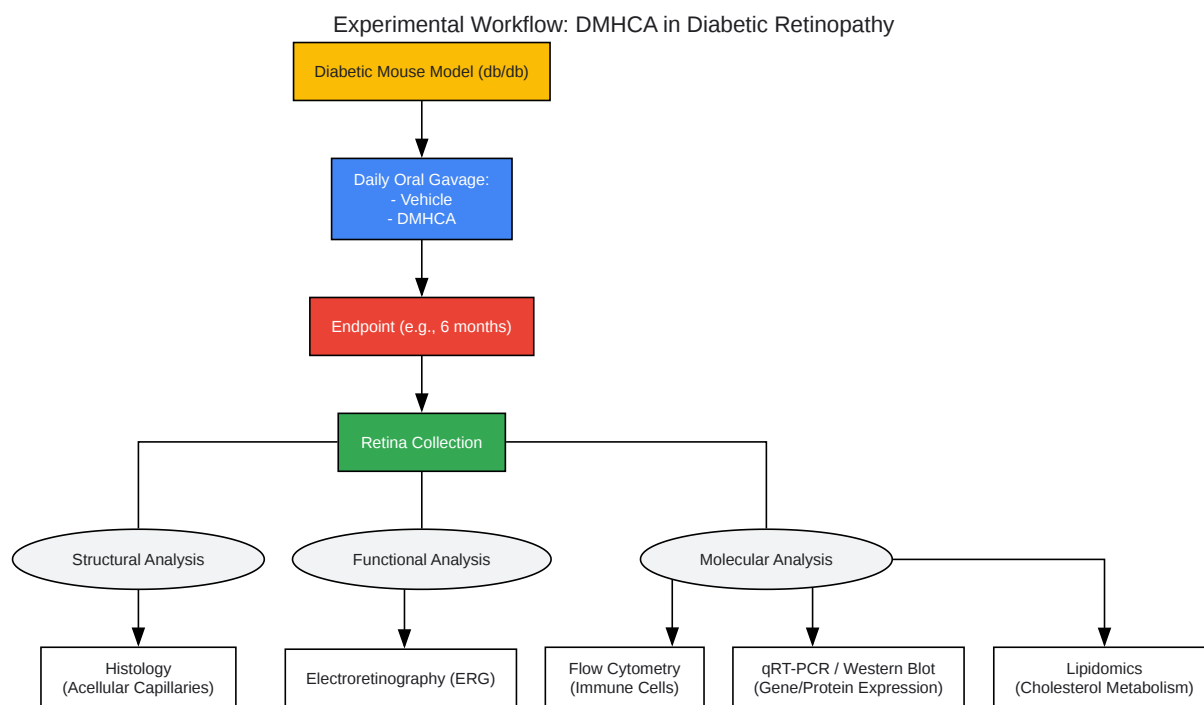 Experimental Workflow: DMHCA in Diabetic Retinopathy
Diabetic Mouse Model (db/db)
Daily Oral Gavage:
- Vehicle
- DMHCA
Endpoint (e.g., 6 months)
Retina Collection
Structural Analysis
Functional Analysis
Molecular Analysis
Histology
(Acellular Capillaries)
Electroretinography (ERG)
Flow Cytometry
(Immune Cells)
qRT-PCR / Western Blot
(Gene/Protein Expression)
Lipidomics
(Cholesterol Metabolism)